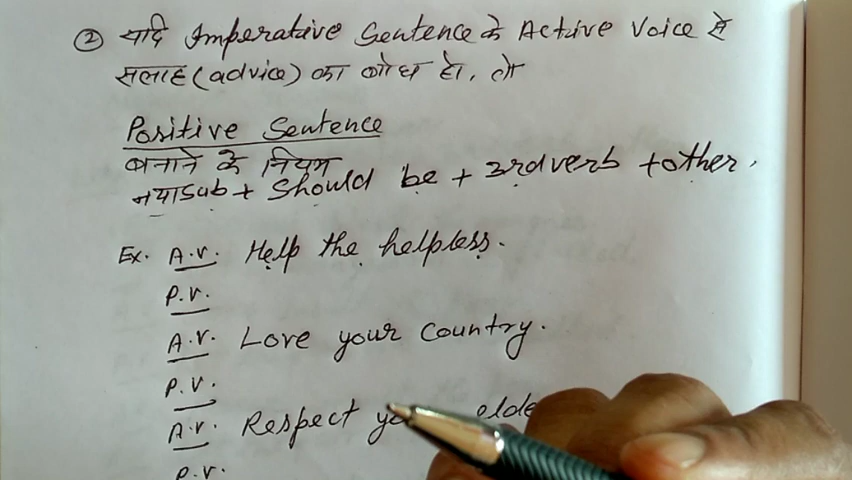 ② यदि Imperative Sentence के Active Voice से
सलाह (advice) का बोध हो, तो
Positive Sentence
बनाने के नियम
नया Sub + Should be + 3rd verb + other.
Ex. A.V. Help the helpless.
P.V.
A.V. Love your country.
P.V.
A.V. Respect
P.V.